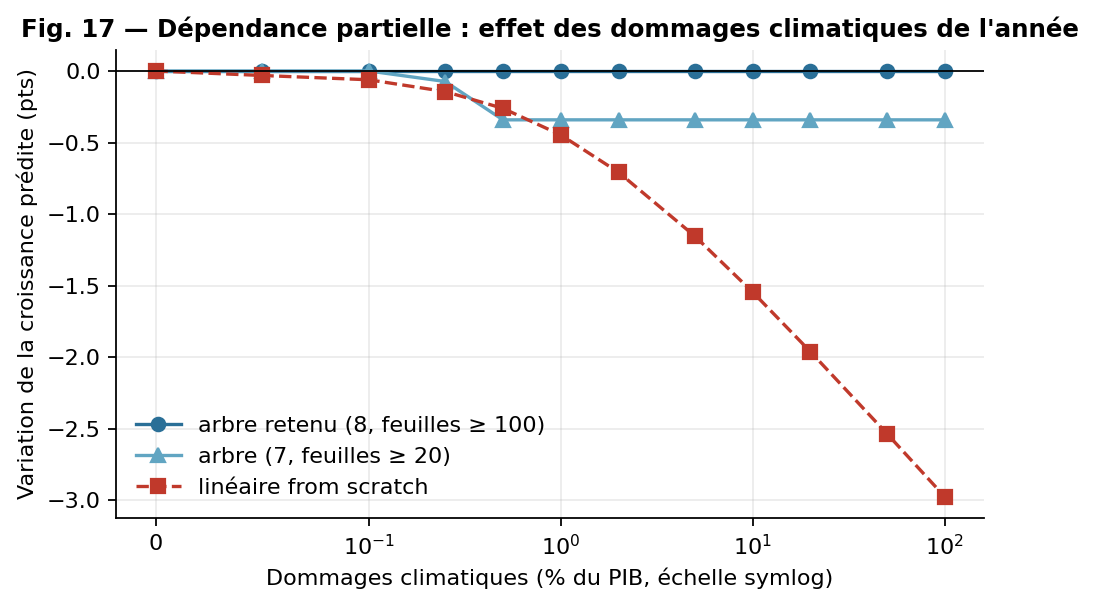 Fig. 17 — Dépendance partielle : effet des dommages climatiques de l'année
Variation de la croissance prédite (pts)
0.0
−0.5
−1.0
−1.5
−2.0
−2.5
−3.0
arbre retenu (8, feuilles ≥ 100)
arbre (7, feuilles ≥ 20)
linéaire from scratch
0
10⁻¹
10⁰
10¹
10²
Dommages climatiques (% du PIB, échelle symlog)